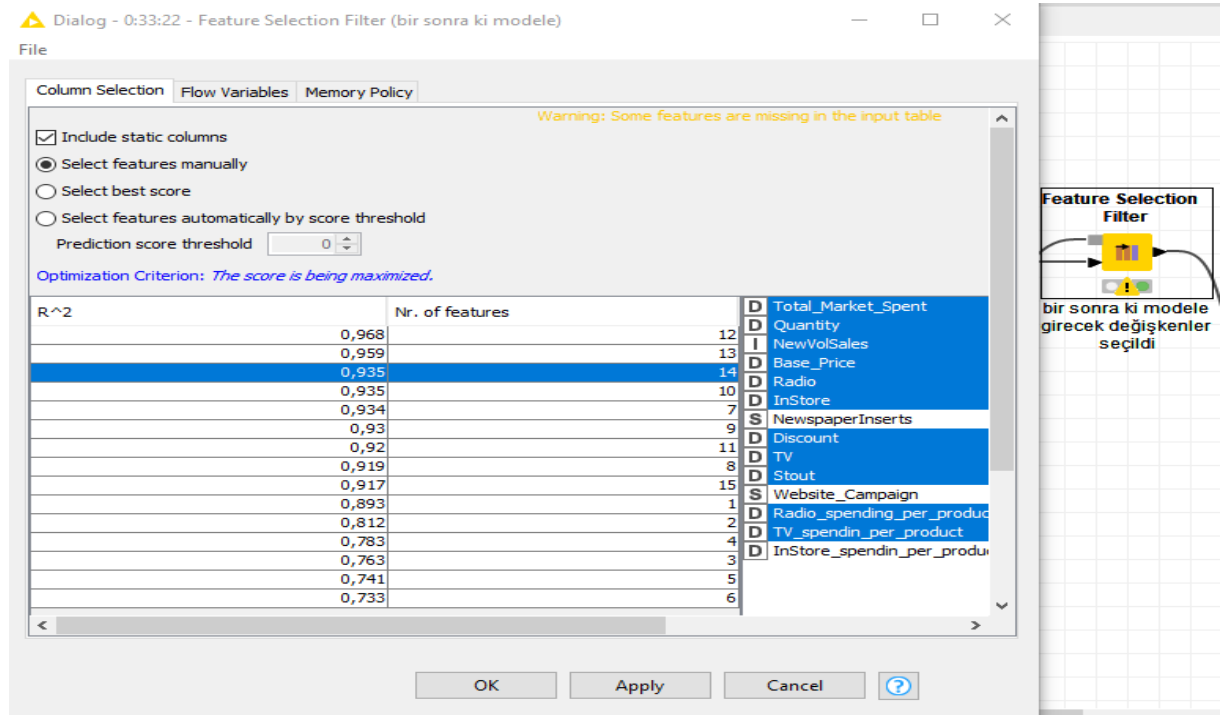 Dialog - 0:33:22 - Feature Selection Filter (bir sonra ki modele)
File
Column Selection Flow Variables Memory Policy
Warning: Some features are missing in the input table
Include static columns
Select features manually
Select best score
Select features automatically by score threshold
Prediction score threshold 0
Optimization Criterion: The score is being maximized.
R^2 Nr. of features
0,968 12
0,959 13
0,935 14
0,935 10
0,934 7
0,93 9
0,92 11
0,919 8
0,917 15
0,893 1
0,812 2
0,783 4
0,763 3
0,741 5
0,733 6
D Total_Market_Spent
D Quantity
I NewVolSales
D Base_Price
D Radio
D InStore
S NewspaperInserts
D Discount
D TV
D Stout
S Website_Campaign
D Radio_spending_per_produc
D TV_spendin_per_product
D InStore_spendin_per_produ
OK Apply Cancel ?
Feature Selection
Filter
bir sonra ki modele
girecek değişkenler
seçildi